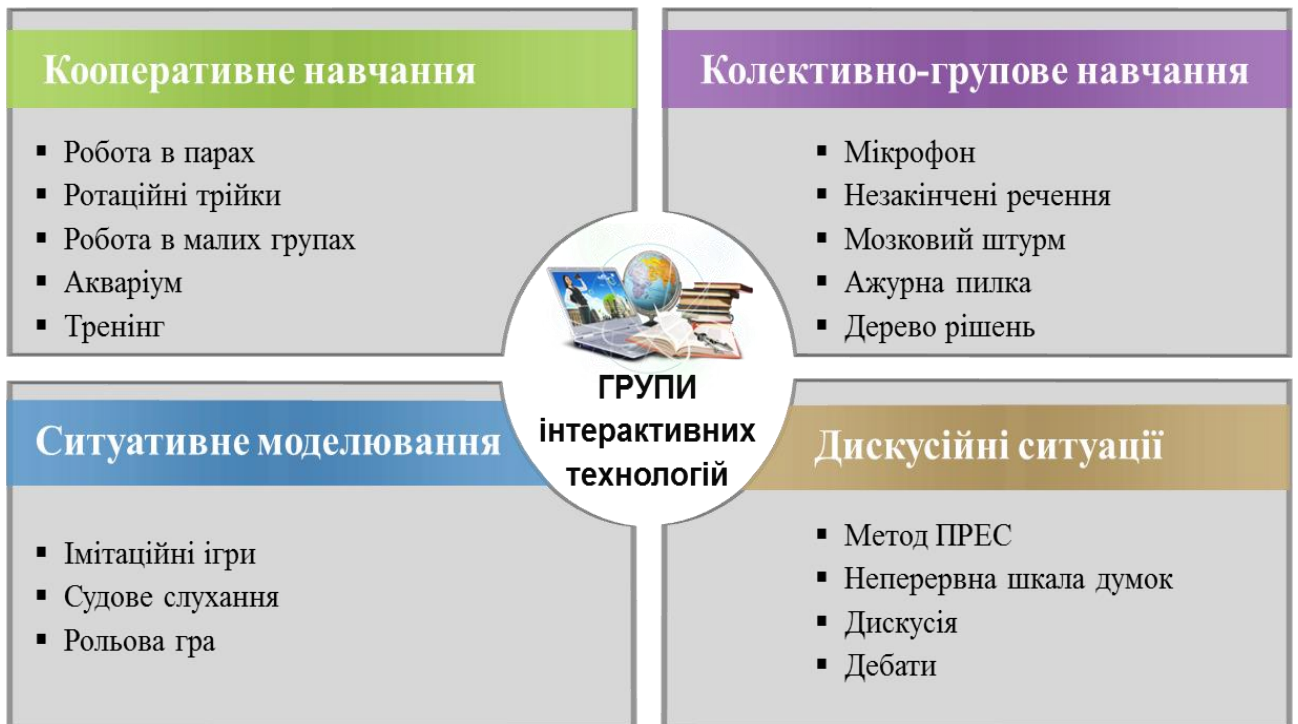 Кооперативне навчання
▪ Робота в парах
▪ Ротаційні трійки
▪ Робота в малих групах
▪ Акваріум
▪ Тренінг
Колективно-групове навчання
▪ Мікрофон
▪ Незакінчені речення
▪ Мозковий штурм
▪ Ажурна пилка
▪ Дерево рішень
ГРУПИ
інтерактивних
технологій
Ситуативне моделювання
▪ Імітаційні ігри
▪ Судове слухання
▪ Рольова гра
Дискусійні ситуації
▪ Метод ПРЕС
▪ Неперервна шкала думок
▪ Дискусія
▪ Дебати